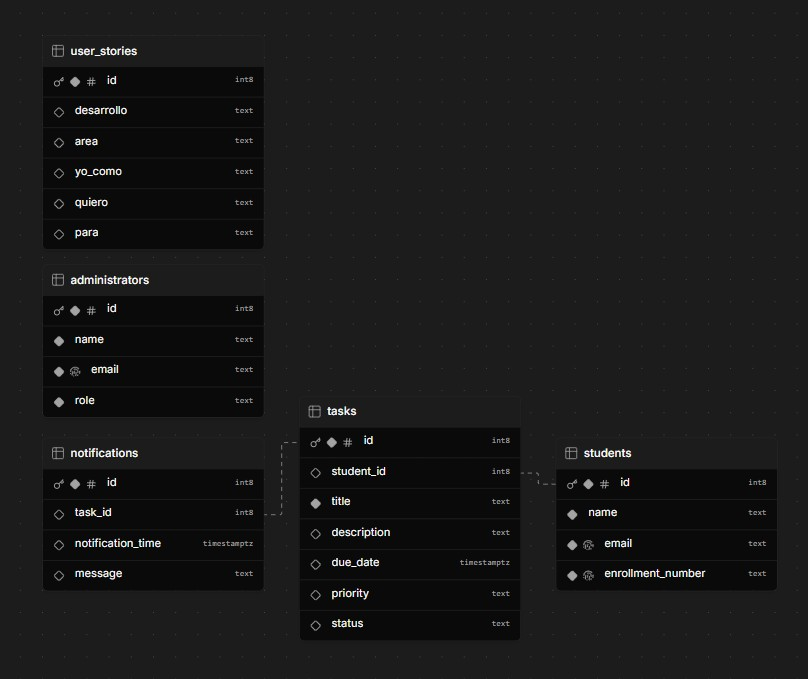 user_stories
id int8
desarrollo text
area text
yo_como text
quiero text
para text
administrators
id int8
name text
email text
role text
notifications
id int8
task_id int8
notification_time timestamptz
message text
tasks
id int8
student_id int8
title text
description text
due_date timestamptz
priority text
status text
students
id int8
name text
email text
enrollment_number text